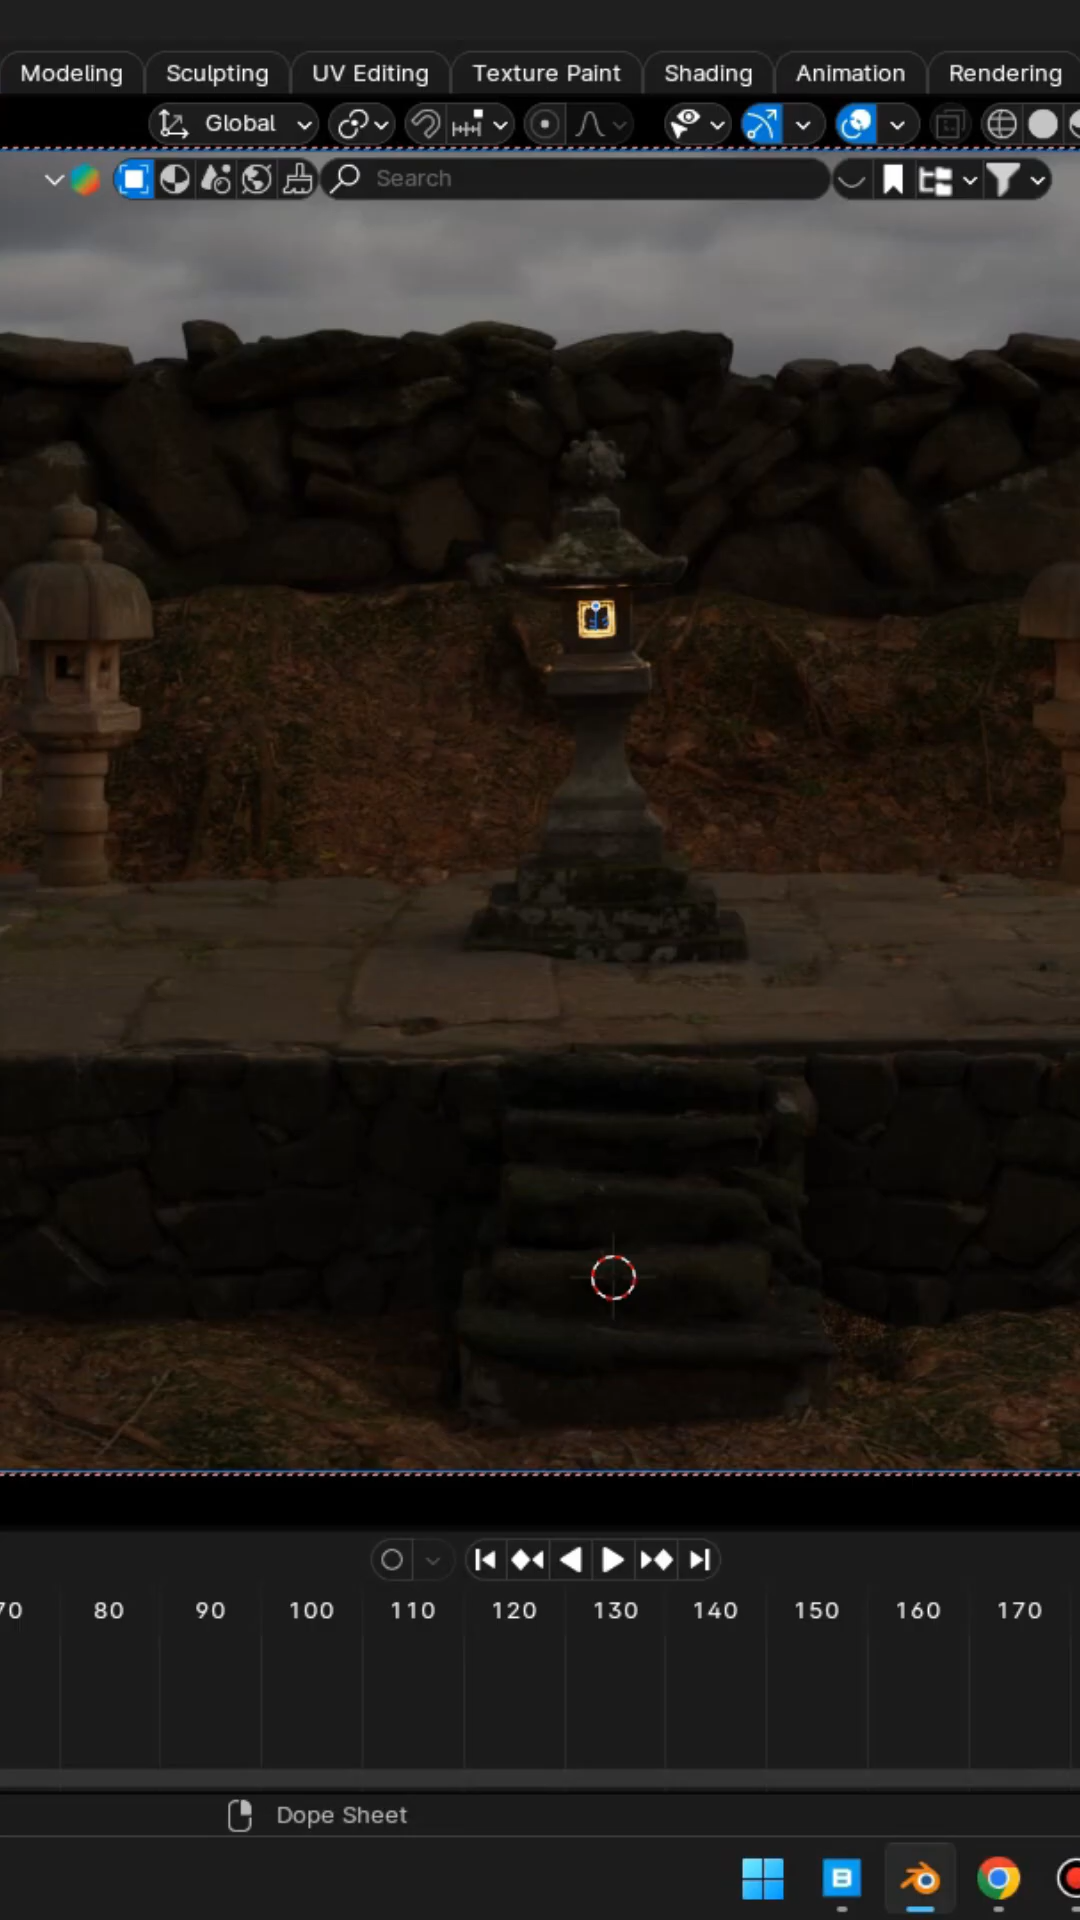 Modeling Sculpting UV Editing Texture Paint Shading Animation Rendering
Global
Search
80 90 100 110 120 130 140 150 160 170
Dope Sheet